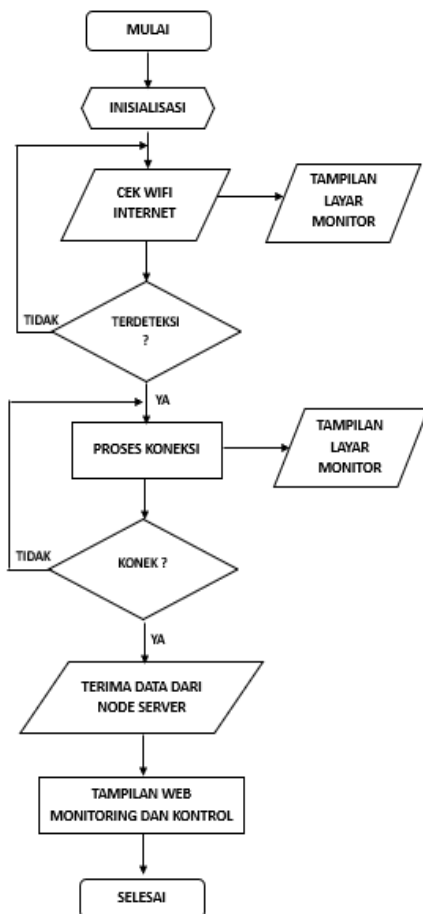 MULAI
INISIALISASI
CEK WIFI
INTERNET
TAMPILAN
LAYAR
MONITOR
TIDAK
TERDETEKSI
?
YA
PROSES KONEKSI
TAMPILAN
LAYAR
MONITOR
TIDAK
KONEK ?
YA
TERIMA DATA DARI
NODE SERVER
TAMPILAN WEB
MONITORING DAN KONTROL
SELESAI